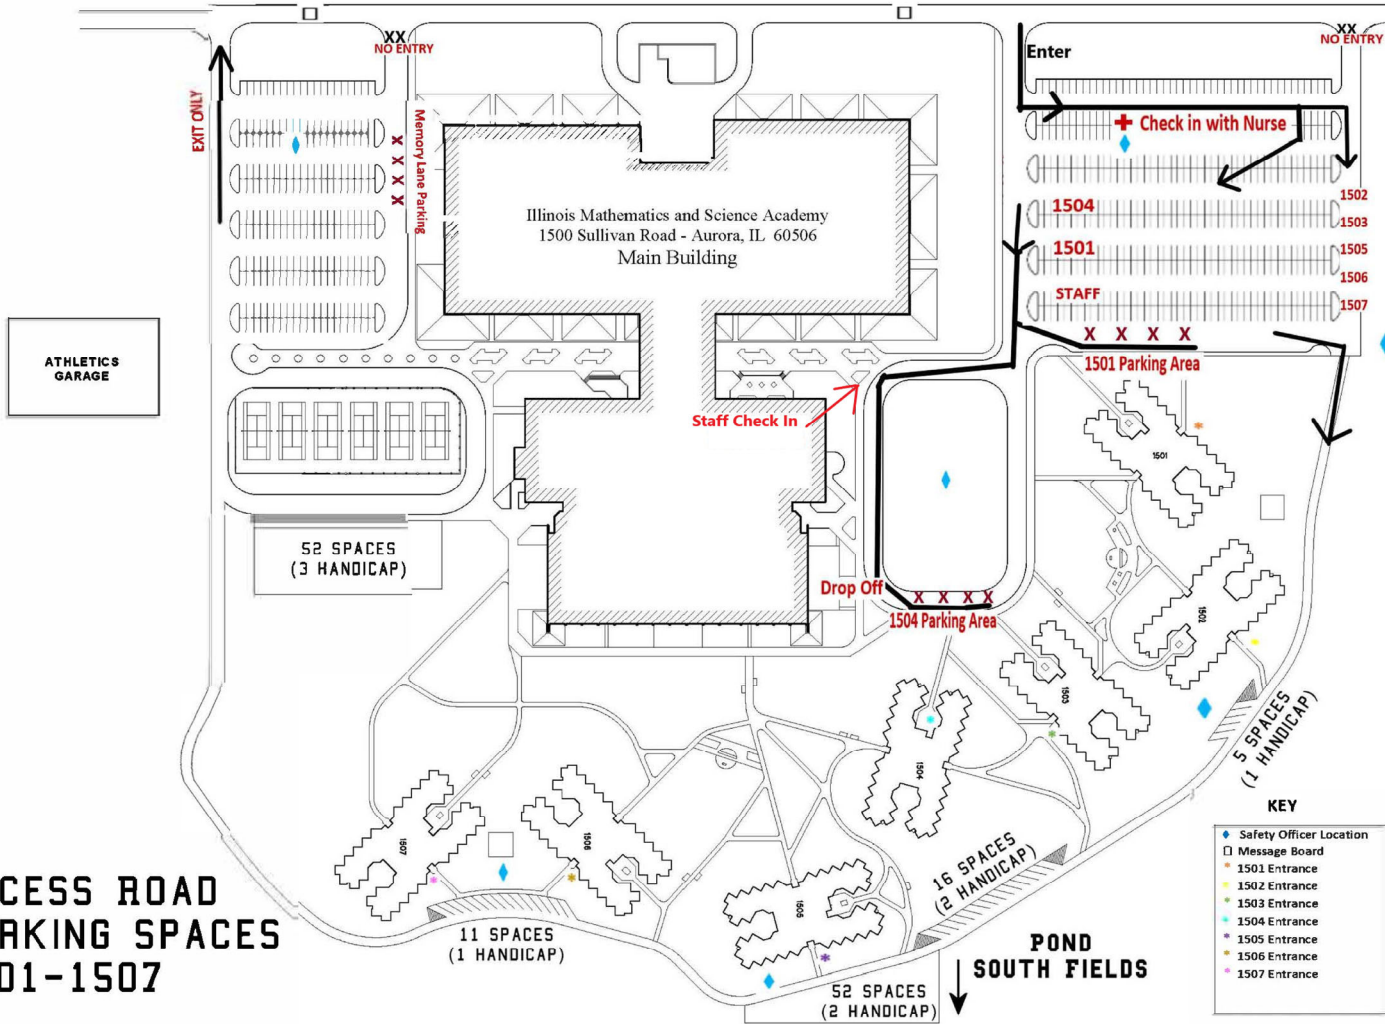 XX
NO ENTRY
XX
NO ENTRY
Enter
EXIT ONLY
Memory Lane Parking
X
X
X
X
Check in with Nurse
Illinois Mathematics and Science Academy
1500 Sullivan Road - Aurora, IL 60506
Main Building
1504
1501
STAFF
1502
1503
1505
1506
1507
X X X X
1501 Parking Area
ATHLETICS
GARAGE
Staff Check In
1501
52 SPACES
(3 HANDICAP)
Drop Off
X X X X
1504 Parking Area
1502
1503
1504
5 SPACES
(1 HANDICAP)
1507
1506
1505
16 SPACES
(2 HANDICAP)
11 SPACES
(1 HANDICAP)
52 SPACES
(2 HANDICAP)
POND
SOUTH FIELDS
CESS ROAD
RKING SPACES
01-1507
KEY
Safety Officer Location
Message Board
1501 Entrance
1502 Entrance
1503 Entrance
1504 Entrance
1505 Entrance
1506 Entrance
1507 Entrance